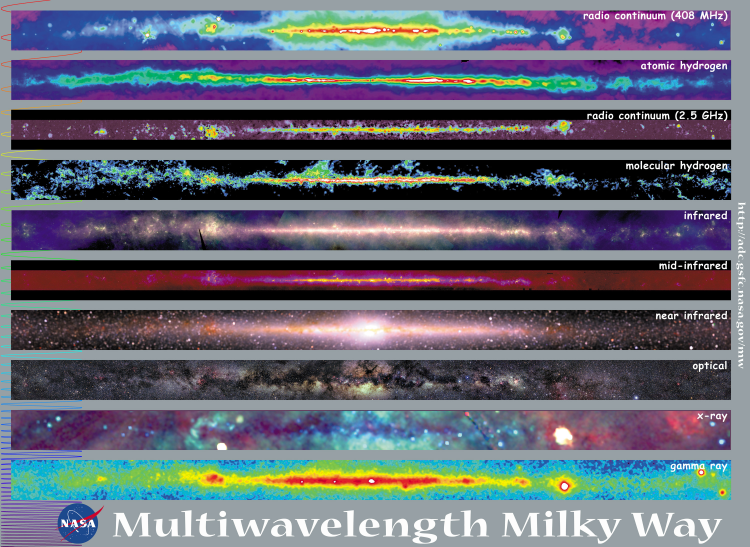 radio continuum (408 MHz)
atomic hydrogen
radio continuum (2.5 GHz)
molecular hydrogen
infrared
mid-infrared
near infrared
optical
x-ray
gamma ray
http://adc.gsfc.nasa.gov/mw
NASA
Multiwavelength Milky Way